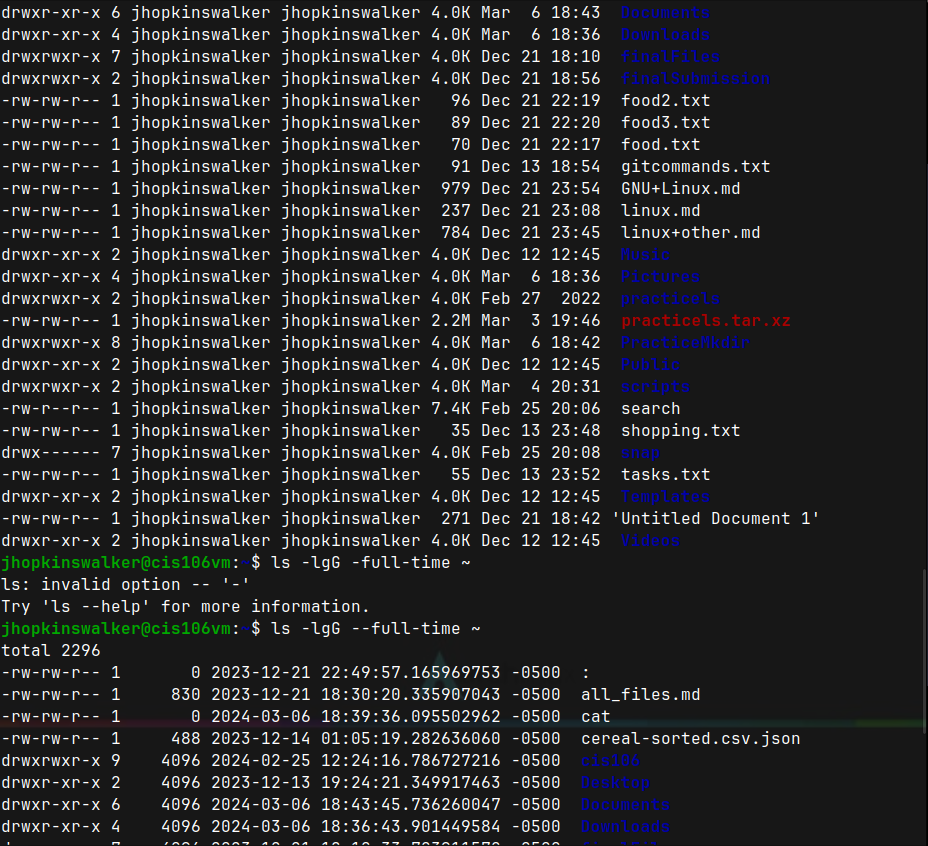 drwxr-xr-x 6 jhopkinswalker jhopkinswalker 4.0K Mar  6 18:43  Documents
drwxr-xr-x 4 jhopkinswalker jhopkinswalker 4.0K Mar  6 18:36  Downloads
drwxrwxr-x 7 jhopkinswalker jhopkinswalker 4.0K Dec 21 18:10  finalFiles
drwxrwxr-x 2 jhopkinswalker jhopkinswalker 4.0K Dec 21 18:56  finalSubmission
-rw-rw-r-- 1 jhopkinswalker jhopkinswalker   96 Dec 21 22:19  food2.txt
-rw-rw-r-- 1 jhopkinswalker jhopkinswalker   89 Dec 21 22:20  food3.txt
-rw-rw-r-- 1 jhopkinswalker jhopkinswalker   70 Dec 21 22:17  food.txt
-rw-rw-r-- 1 jhopkinswalker jhopkinswalker   91 Dec 13 18:54  gitcommands.txt
-rw-rw-r-- 1 jhopkinswalker jhopkinswalker  979 Dec 21 23:54  GNU+Linux.md
-rw-rw-r-- 1 jhopkinswalker jhopkinswalker  237 Dec 21 23:08  linux.md
-rw-rw-r-- 1 jhopkinswalker jhopkinswalker  784 Dec 21 23:45  linux+other.md
drwxr-xr-x 2 jhopkinswalker jhopkinswalker 4.0K Dec 12 12:45  Music
drwxr-xr-x 4 jhopkinswalker jhopkinswalker 4.0K Mar  6 18:36  Pictures
drwxrwxr-x 2 jhopkinswalker jhopkinswalker 4.0K Feb 27  2022  practicels
-rw-rw-r-- 1 jhopkinswalker jhopkinswalker 2.2M Mar  3 19:46  practicels.tar.xz
drwxrwxr-x 8 jhopkinswalker jhopkinswalker 4.0K Mar  6 18:42  PracticeMkdir
drwxr-xr-x 2 jhopkinswalker jhopkinswalker 4.0K Dec 12 12:45  Public
drwxrwxr-x 2 jhopkinswalker jhopkinswalker 4.0K Mar  4 20:31  scripts
-rw-r--r-- 1 jhopkinswalker jhopkinswalker 7.4K Feb 25 20:06  search
-rw-rw-r-- 1 jhopkinswalker jhopkinswalker   35 Dec 13 23:48  shopping.txt
drwx------ 7 jhopkinswalker jhopkinswalker 4.0K Feb 25 20:08  snap
-rw-rw-r-- 1 jhopkinswalker jhopkinswalker   55 Dec 13 23:52  tasks.txt
drwxr-xr-x 2 jhopkinswalker jhopkinswalker 4.0K Dec 12 12:45  Templates
-rw-rw-r-- 1 jhopkinswalker jhopkinswalker  271 Dec 21 18:42 'Untitled Document 1'
drwxr-xr-x 2 jhopkinswalker jhopkinswalker 4.0K Dec 12 12:45  Videos
jhopkinswalker@cis106vm:~$ ls -lgG -full-time ~
ls: invalid option -- '-'
Try 'ls --help' for more information.
jhopkinswalker@cis106vm:~$ ls -lgG --full-time ~
total 2296
-rw-rw-r-- 1       0 2023-12-21 22:49:57.165969753 -0500  :
-rw-rw-r-- 1     830 2023-12-21 18:30:20.335907043 -0500  all_files.md
-rw-rw-r-- 1       0 2024-03-06 18:39:36.095502962 -0500  cat
-rw-rw-r-- 1     488 2023-12-14 01:05:19.282636060 -0500  cereal-sorted.csv.json
drwxrwxr-x 9    4096 2024-02-25 12:24:16.786727216 -0500  cis106
drwxr-xr-x 2    4096 2023-12-13 19:24:21.349917463 -0500  Desktop
drwxr-xr-x 6    4096 2024-03-06 18:43:45.736260047 -0500  Documents
drwxr-xr-x 4    4096 2024-03-06 18:36:43.901449584 -0500  Downloads